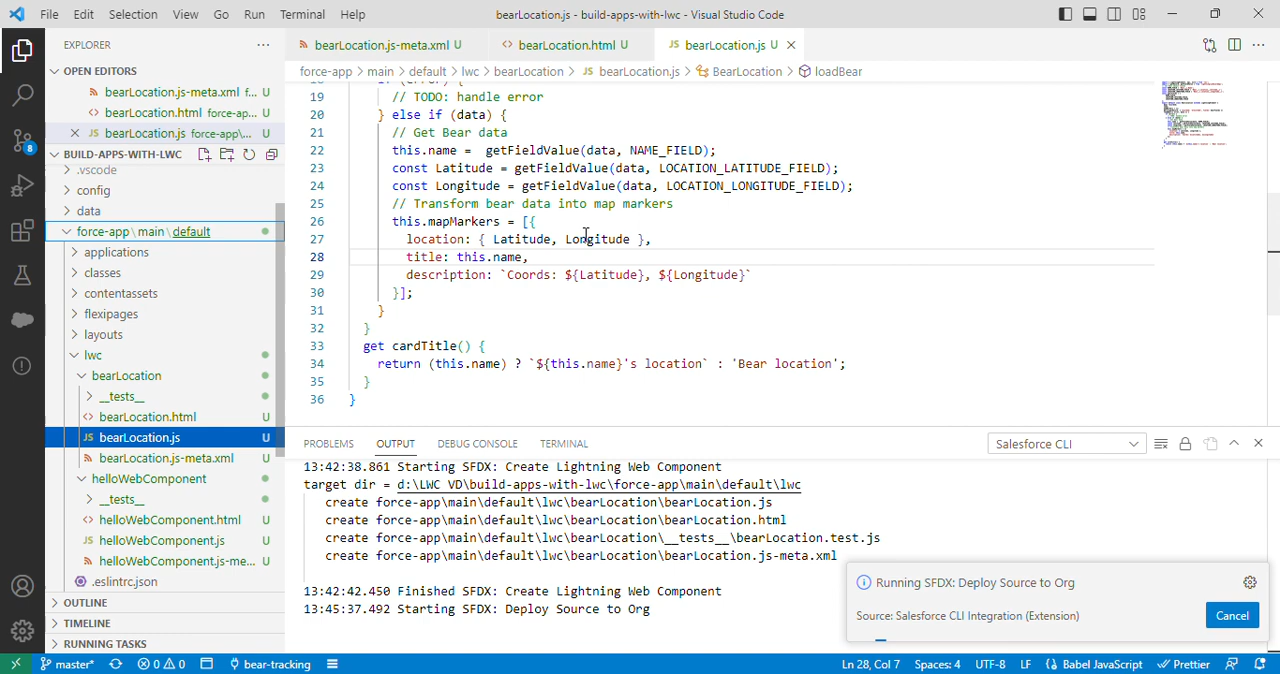 File Edit Selection View Go Run Terminal Help
bearLocation.js - build-apps-with-lwc - Visual Studio Code
EXPLORER
OPEN EDITORS
bearLocation.js-meta.xml f... U
bearLocation.html force-ap... U
bearLocation.js force-app\... U
BUILD-APPS-WITH-LWC
.vscode
config
data
force-app\main\default
applications
classes
contentassets
flexipages
layouts
lwc
bearLocation
__tests__
bearLocation.html U
bearLocation.js U
bearLocation.js-meta.xml U
helloWebComponent
__tests__
helloWebComponent.html U
helloWebComponent.js U
helloWebComponent.js-me... U
.eslintrc.json
OUTLINE
TIMELINE
RUNNING TASKS
8
bearLocation.js-meta.xml U
bearLocation.html U
bearLocation.js U
force-app > main > default > lwc > bearLocation > JS bearLocation.js > BearLocation > loadBear
19 // TODO: handle error
20 } else if (data) {
21 // Get Bear data
22 this.name = getFieldValue(data, NAME_FIELD);
23 const Latitude = getFieldValue(data, LOCATION_LATITUDE_FIELD);
24 const Longitude = getFieldValue(data, LOCATION_LONGITUDE_FIELD);
25 // Transform bear data into map markers
26 this.mapMarkers = [{
27 location: { Latitude, Longitude },
28 title: this.name,
29 description: `Coords: ${Latitude}, ${Longitude}`
30 }];
31 }
32 }
33 get cardTitle() {
34 return (this.name) ? `${this.name}'s location` : 'Bear location';
35 }
36 }
PROBLEMS OUTPUT DEBUG CONSOLE TERMINAL
Salesforce CLI
13:42:38.861 Starting SFDX: Create Lightning Web Component
target dir = d:\LWC VD\build-apps-with-lwc\force-app\main\default\lwc
create force-app\main\default\lwc\bearLocation\bearLocation.js
create force-app\main\default\lwc\bearLocation\bearLocation.html
create force-app\main\default\lwc\bearLocation\__tests__\bearLocation.test.js
create force-app\main\default\lwc\bearLocation\bearLocation.js-meta.xml
13:42:42.450 Finished SFDX: Create Lightning Web Component
13:45:37.492 Starting SFDX: Deploy Source to Org
Running SFDX: Deploy Source to Org
Source: Salesforce CLI Integration (Extension)
Cancel
master* 0 0 bear-tracking
Ln 28, Col 7 Spaces: 4 UTF-8 LF {} Babel JavaScript Prettier